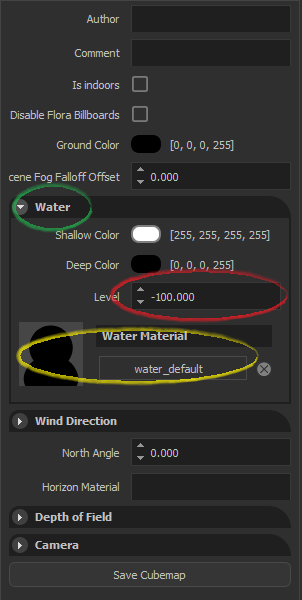 Author
Comment
Is indoors
Disable Flora Billboards
Ground Color [0, 0, 0, 255]
cene Fog Falloff Offset 0.000
Water
Shallow Color [255, 255, 255, 255]
Deep Color [0, 0, 0, 255]
Level -100.000
Water Material
water_default
Wind Direction
North Angle 0.000
Horizon Material
Depth of Field
Camera
Save Cubemap